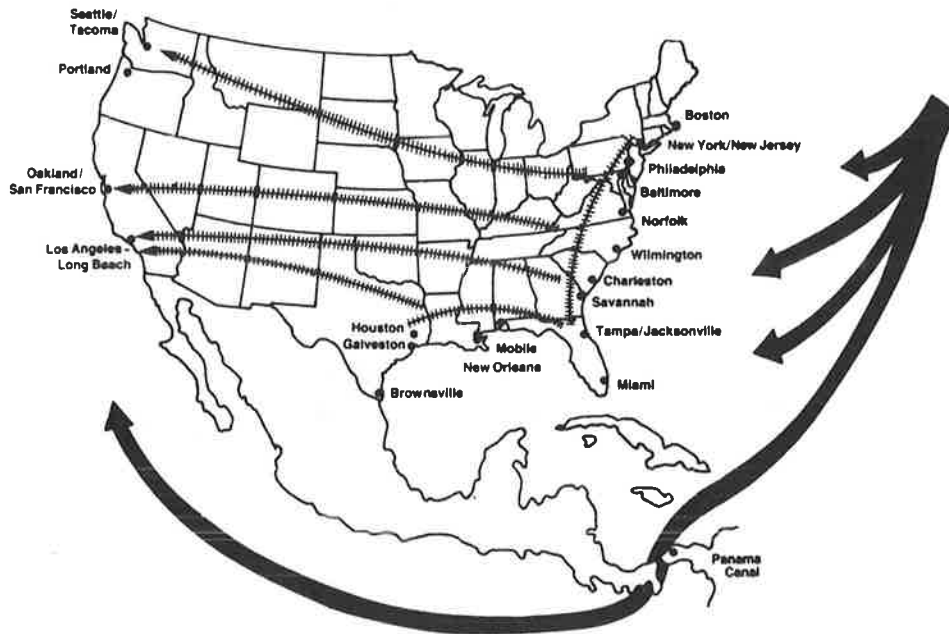 Seattle/
Tacoma
Portland
Boston
New York/New Jersey
Philadelphia
Oakland/
San Francisco
Baltimore
Norfolk
Los Angeles -
Long Beach
Wilmington
Charleston
Savannah
Houston
Galveston
Tampa/Jacksonville
Mobile
New Orleans
Brownsville
Miami
Panama
Canal